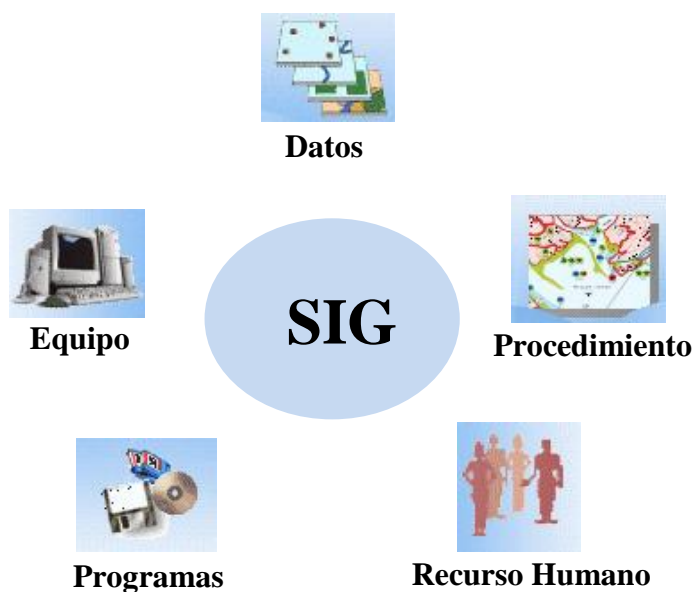 Datos
Equipo
SIG
Procedimiento
Programas
Recurso Humano